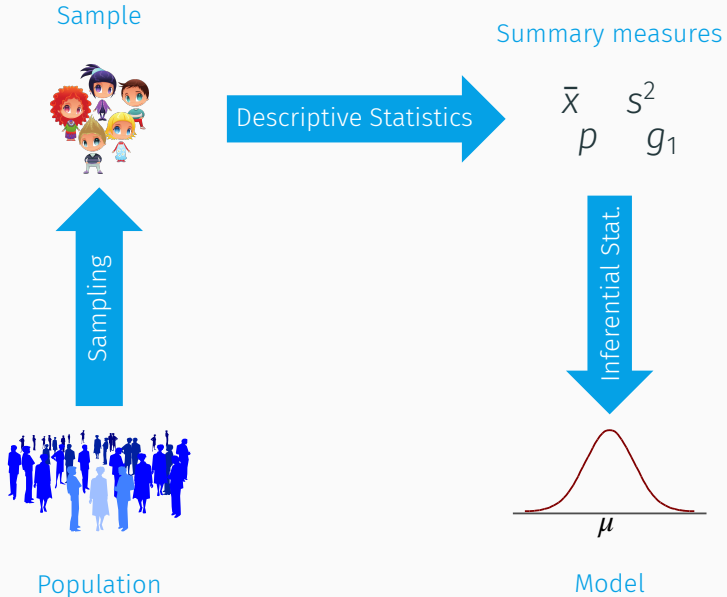 Sample
Summary measures
Descriptive Statistics
x̄ s²
p g₁
Sampling
Inferential Stat.
μ
Population
Model